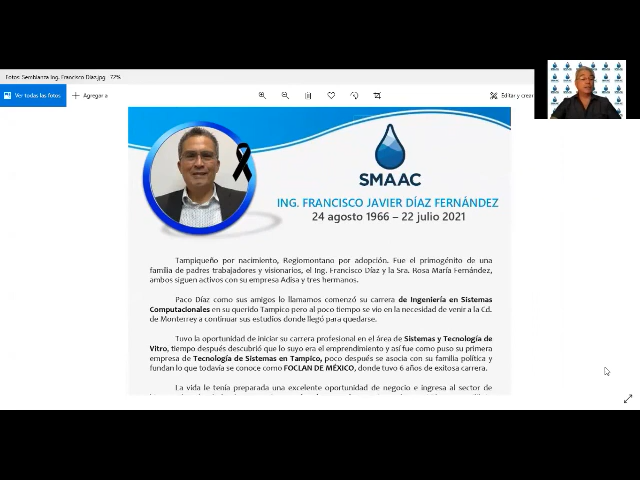 Fotos: Semblanza Ing. Francisco Díaz.jpg 72%
Ver todas las fotos
Agregar a
Editar y crear
SMAAC
ING. FRANCISCO JAVIER DÍAZ FERNÁNDEZ
24 agosto 1966 – 22 julio 2021
Tampiqueño por nacimiento, Regiomontano por adopción. Fue el primogénito de una
familia de padres trabajadores y visionarios, el Ing. Francisco Díaz y la Sra. Rosa María Fernández,
ambos siguen activos con su empresa Adisa y tres hermanos.
Paco Díaz como sus amigos lo llamamos comenzó su carrera de Ingeniería en Sistemas
Computacionales en su querido Tampico pero al poco tiempo se vio en la necesidad de venir a la Cd.
de Monterrey a continuar sus estudios donde llegó para quedarse.
Tuvo la oportunidad de iniciar su carrera profesional en el área de Sistemas y Tecnología de
Vitro, tiempo después descubrió que lo suyo era el emprendimiento y así fue como puso su primera
empresa de Tecnología de Sistemas en Tampico, poco después se asocia con su familia política y
fundan lo que todavía se conoce como FOCLAN DE MÉXICO, donde tuvo 6 años de exitosa carrera.
La vida le tenía preparada una excelente oportunidad de negocio e ingresa al sector de